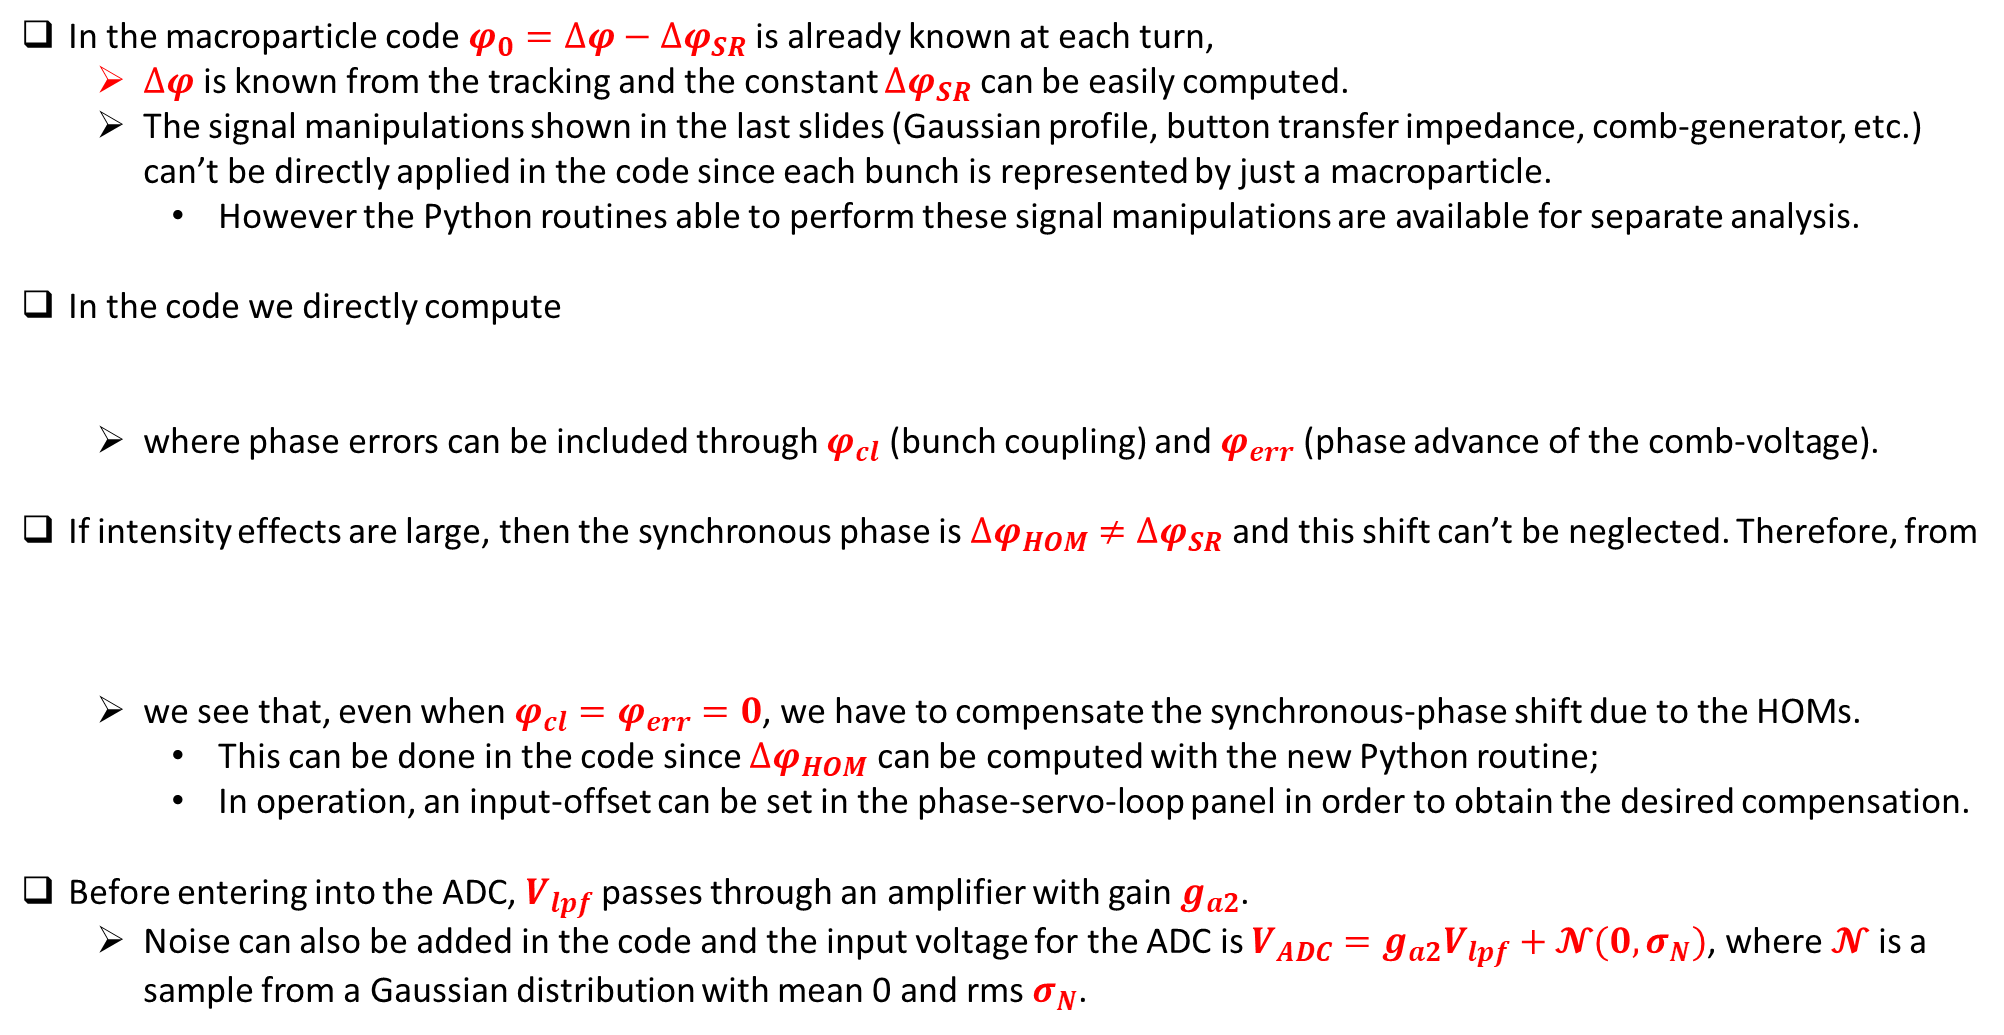 ❑ In the macroparticle code φ₀ = Δφ − Δφ_SR is already known at each turn,
➢ Δφ is known from the tracking and the constant Δφ_SR can be easily computed.
➢ The signal manipulations shown in the last slides (Gaussian profile, button transfer impedance, comb-generator, etc.)
can’t be directly applied in the code since each bunch is represented by just a macroparticle.
• However the Python routines able to perform these signal manipulations are available for separate analysis.
❑ In the code we directly compute
➢ where phase errors can be included through φ_cl (bunch coupling) and φ_err (phase advance of the comb-voltage).
❑ If intensity effects are large, then the synchronous phase is Δφ_HOM ≠ Δφ_SR and this shift can’t be neglected. Therefore, from
➢ we see that, even when φ_cl = φ_err = 0, we have to compensate the synchronous-phase shift due to the HOMs.
• This can be done in the code since Δφ_HOM can be computed with the new Python routine;
• In operation, an input-offset can be set in the phase-servo-loop panel in order to obtain the desired compensation.
❑ Before entering into the ADC, V_lpf passes through an amplifier with gain g_a2.
➢ Noise can also be added in the code and the input voltage for the ADC is V_ADC = g_a2 V_lpf + 𝒩(0, σ_N), where 𝒩 is a
sample from a Gaussian distribution with mean 0 and rms σ_N.